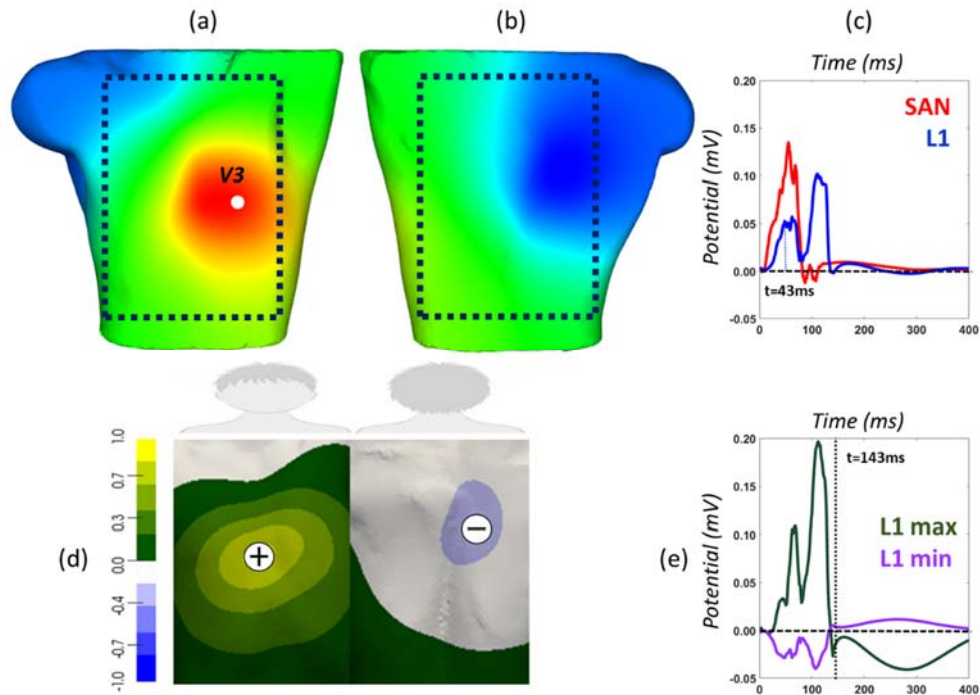 (a)
(b)
(c)
V3
Time (ms)
0.20
0.15
0.10
0.05
0.00
-0.05
Potential (mV)
SAN
L1
t=43ms
0 100 200 300 400
(d)
1.0
0.7
0.3
0.0
-0.4
-0.7
-1.0
+
−
(e)
Time (ms)
0.20
0.15
0.10
0.05
0.00
-0.05
Potential (mV)
t=143ms
L1 max
L1 min
0 100 200 300 400